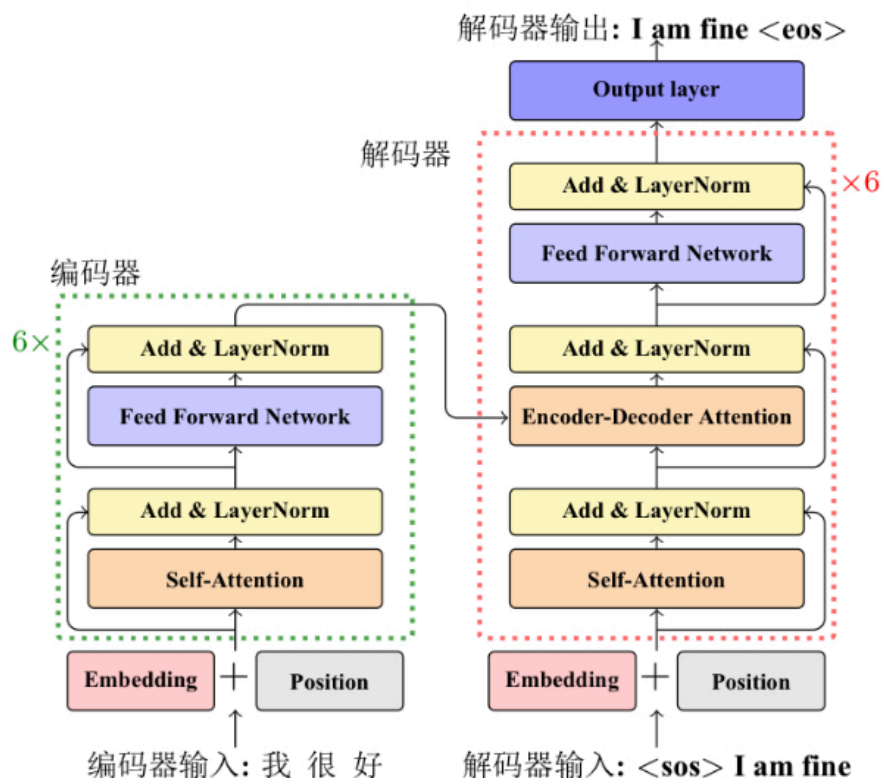 解码器输出: I am fine <eos>
Output layer
解码器
Add & LayerNorm
×6
Feed Forward Network
Add & LayerNorm
Encoder-Decoder Attention
Add & LayerNorm
Self-Attention
Embedding + Position
解码器输入: <sos> I am fine
编码器
6×
Add & LayerNorm
Feed Forward Network
Add & LayerNorm
Self-Attention
Embedding + Position
编码器输入: 我 很 好